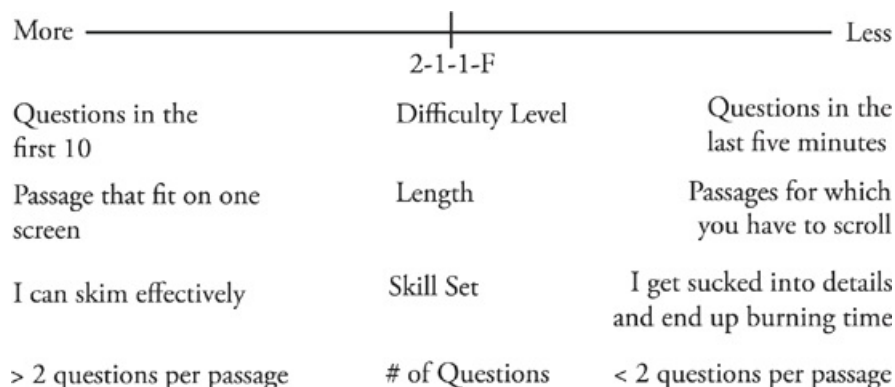 More Less
2-1-1-F
Questions in the
first 10
Difficulty Level
Questions in the
last five minutes
Passage that fit on one
screen
Length
Passages for which
you have to scroll
I can skim effectively
Skill Set
I get sucked into details
and end up burning time
> 2 questions per passage
# of Questions
< 2 questions per passage